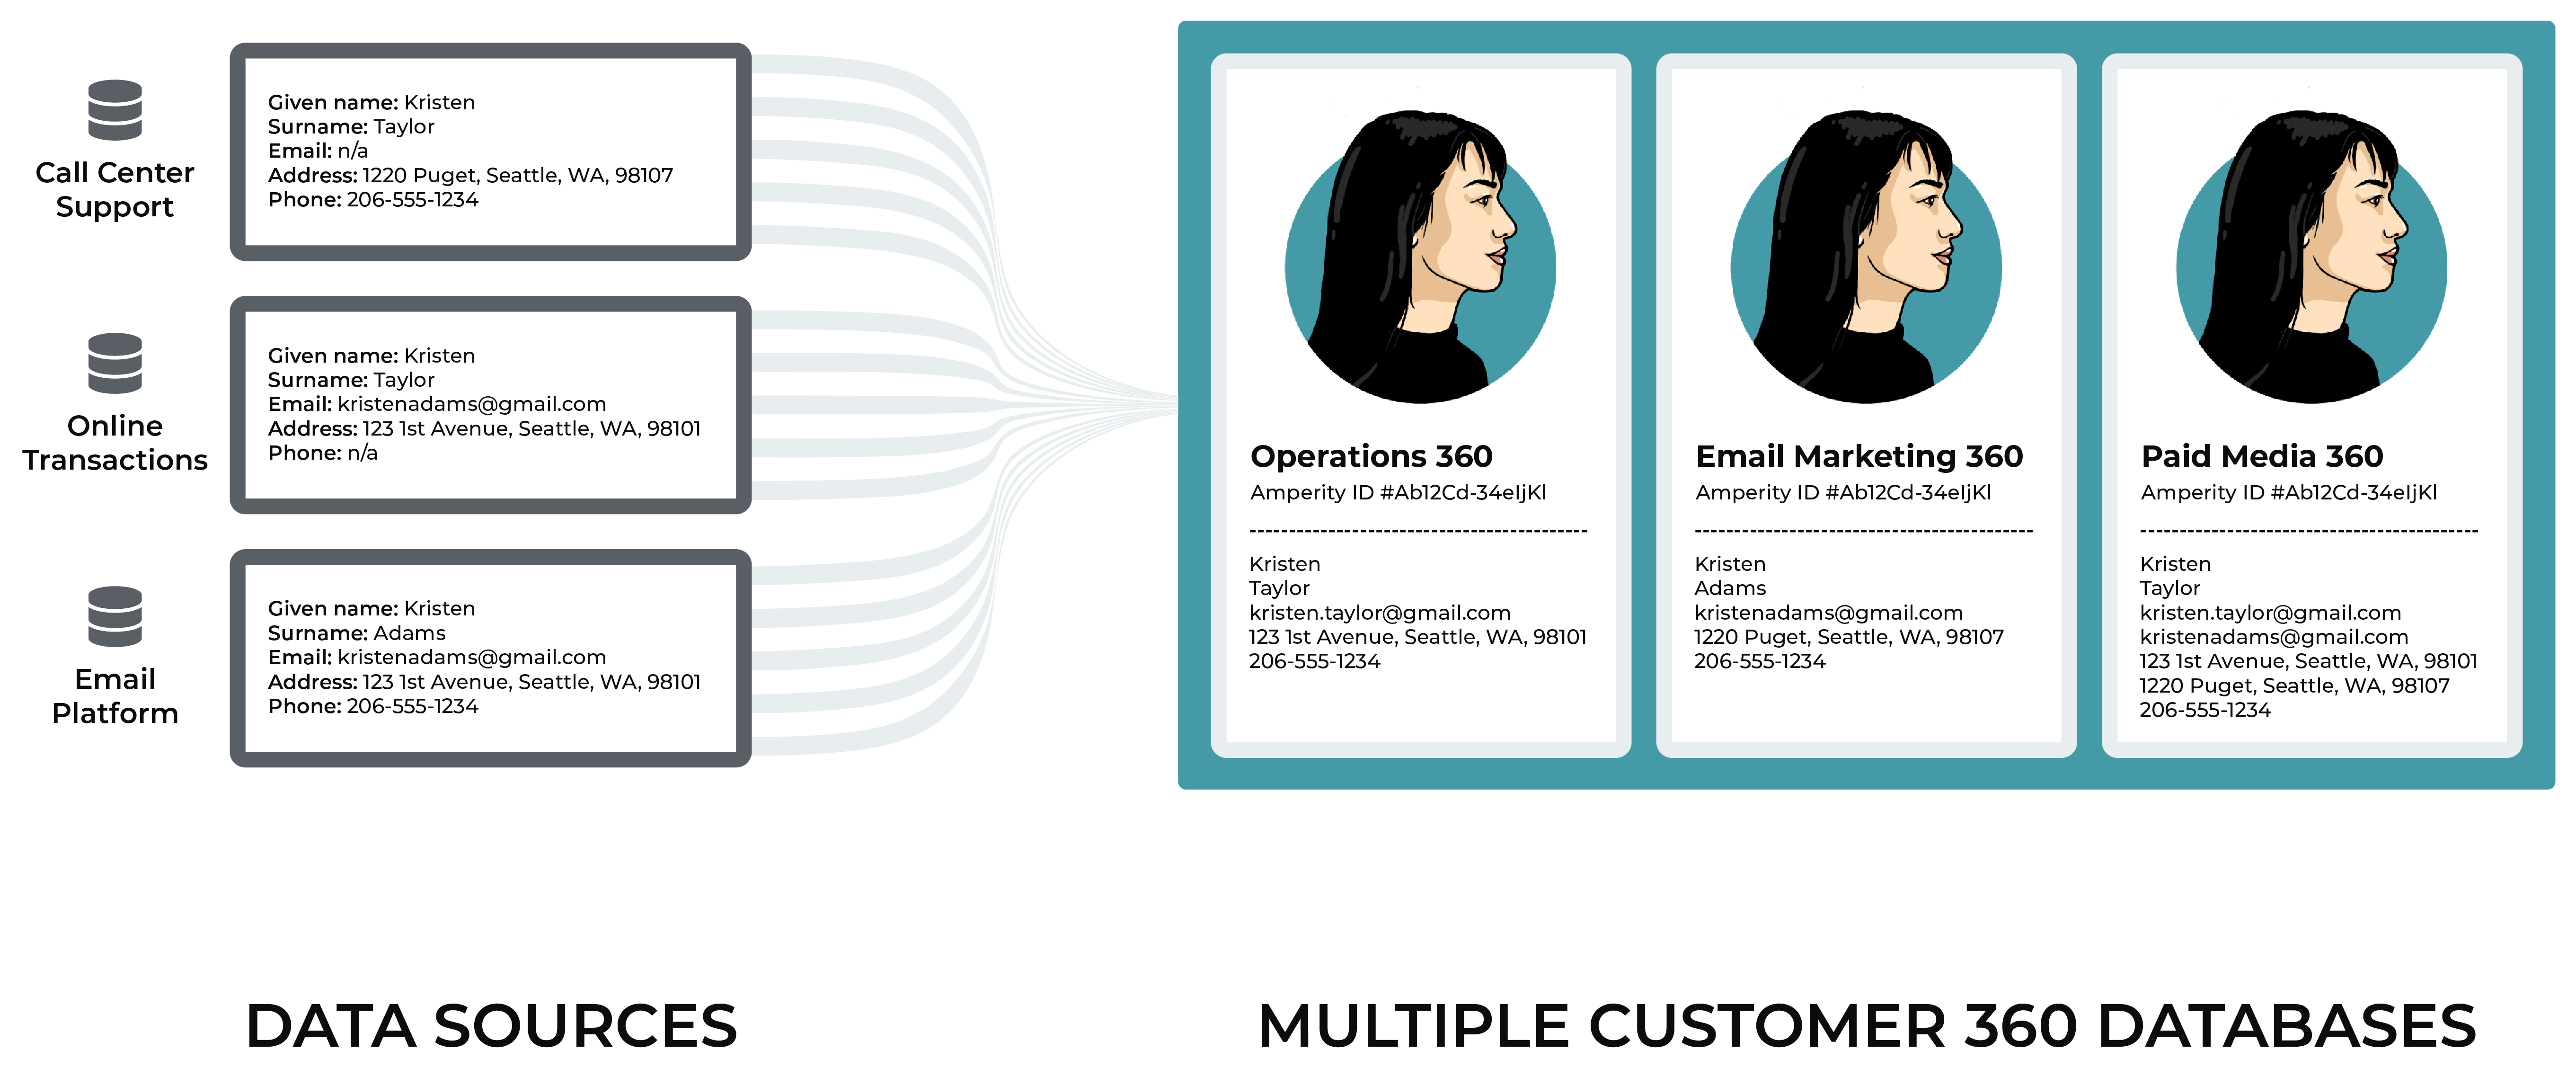 Call Center
Support
Given name: Kristen
Surname: Taylor
Email: n/a
Address: 1220 Puget, Seattle, WA, 98107
Phone: 206-555-1234
Online
Transactions
Given name: Kristen
Surname: Taylor
Email: kristenadams@gmail.com
Address: 123 1st Avenue, Seattle, WA, 98101
Phone: n/a
Email
Platform
Given name: Kristen
Surname: Adams
Email: kristenadams@gmail.com
Address: 123 1st Avenue, Seattle, WA, 98101
Phone: 206-555-1234
DATA SOURCES
Operations 360
Amperity ID #Ab12Cd-34eIjKl
-------------------------------------------
Kristen
Taylor
kristen.taylor@gmail.com
123 1st Avenue, Seattle, WA, 98101
206-555-1234
Email Marketing 360
Amperity ID #Ab12Cd-34eIjKl
-------------------------------------------
Kristen
Adams
kristenadams@gmail.com
1220 Puget, Seattle, WA, 98107
206-555-1234
Paid Media 360
Amperity ID #Ab12Cd-34eIjKl
-------------------------------------------
Kristen
Taylor
kristen.taylor@gmail.com
kristenadams@gmail.com
123 1st Avenue, Seattle, WA, 98101
1220 Puget, Seattle, WA, 98107
206-555-1234
MULTIPLE CUSTOMER 360 DATABASES